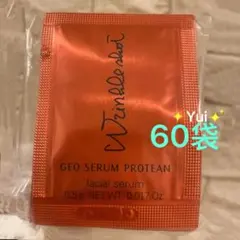 Wrinkle shot
✨Yui✨
60袋
GEO SERUM PROTEAN
facial serum